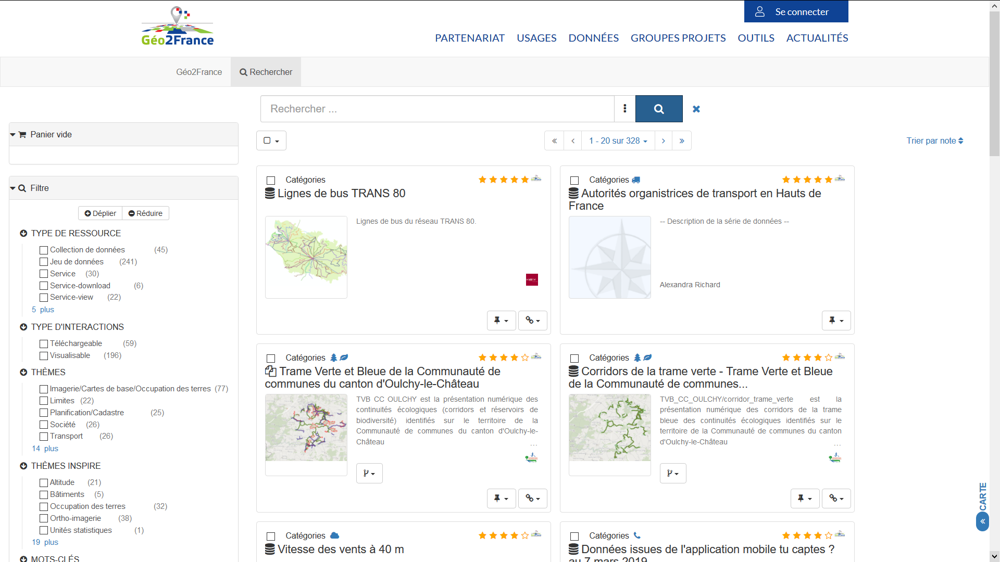 Se connecter
Géo2France
PARTENARIAT USAGES DONNÉES GROUPES PROJETS OUTILS ACTUALITÉS
Géo2France Rechercher
Rechercher ...
Panier vide
1 - 20 sur 328
Trier par note
Filtre
Déplier Réduire
TYPE DE RESSOURCE
Collection de données (45)
Jeu de données (241)
Service (30)
Service-download (6)
Service-view (22)
5 plus
TYPE D'INTERACTIONS
Téléchargeable (59)
Visualisable (196)
THÈMES
Imagerie/Cartes de base/Occupation des terres (77)
Limites (22)
Planification/Cadastre (25)
Société (26)
Transport (26)
14 plus
THÈMES INSPIRE
Altitude (21)
Bâtiments (5)
Occupation des terres (32)
Ortho-imagerie (38)
Unités statistiques (1)
19 plus
MOTS-CLÉS
Catégories
Lignes de bus TRANS 80
Lignes de bus du réseau TRANS 80.
Catégories
Autorités organistrices de transport en Hauts de
France
-- Description de la série de données --
Alexandra Richard
Catégories
Trame Verte et Bleue de la Communauté de
communes du canton d'Oulchy-le-Château
TVB CC OULCHY est la présentation numérique des
continuités écologiques (corridors et réservoirs de
biodiversité) identifiés sur le territoire de la
Communauté de communes du canton d'Oulchy-le-
Château
...
Catégories
Corridors de la trame verte - Trame Verte et Bleue
de la Communauté de communes...
TVB_CC_OULCHY/corridor_trame_verte est la
présentation numérique des corridors de la trame
bleue des continuités écologiques identifiés sur le
territoire de la Communauté de communes du canton
d'Oulchy-le-Château
...
Catégories
Vitesse des vents à 40 m
Catégories
Données issues de l'application mobile tu captes ?
au 7 mars 2019
CARTE